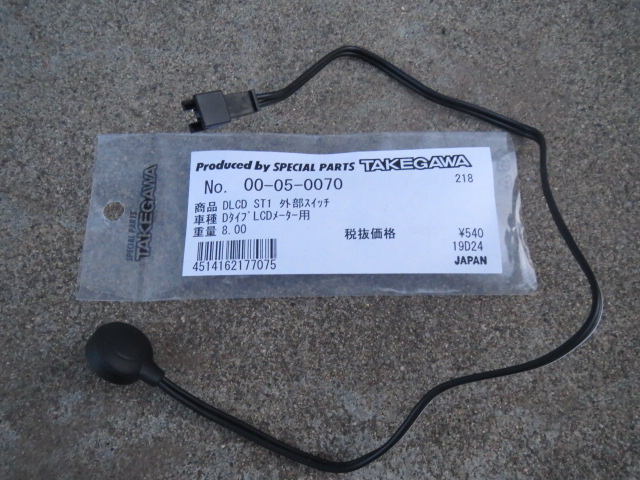 SPECIAL PARTS
TAKEGAWA
Produced by SPECIAL PARTS TAKEGAWA
No. 00-05-0070
218
商品 DLCD ST1 外部スイッチ
車種 DタイプLCDメーター用
重量 8.00
税抜価格 ¥540
19D24
4514162177075
JAPAN